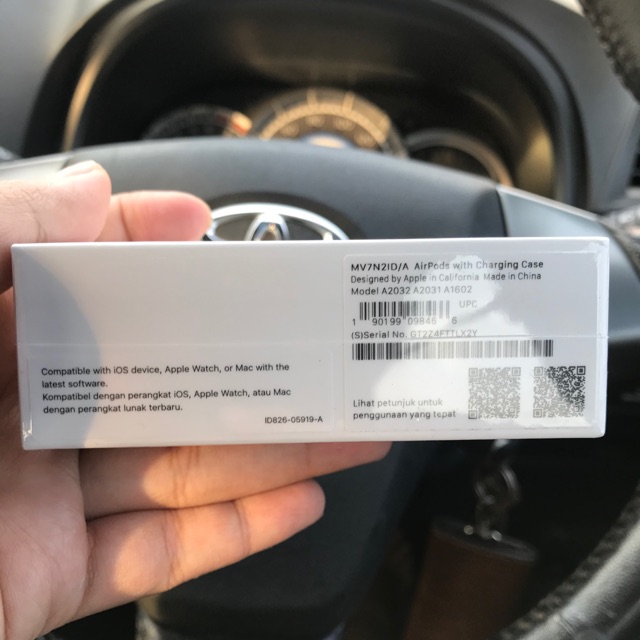 Compatible with iOS device, Apple Watch, or Mac with the
latest software.
Kompatibel dengan perangkat iOS, Apple Watch, atau Mac
dengan perangkat lunak terbaru.
ID826-05919-A
MV7N2ID/A AirPods with Charging Case
Designed by Apple in California Made in China
Model A2032 A2031 A1602
UPC
1 90199 09846 6
(S)Serial No.
Lihat petunjuk untuk
penggunaan yang tepat